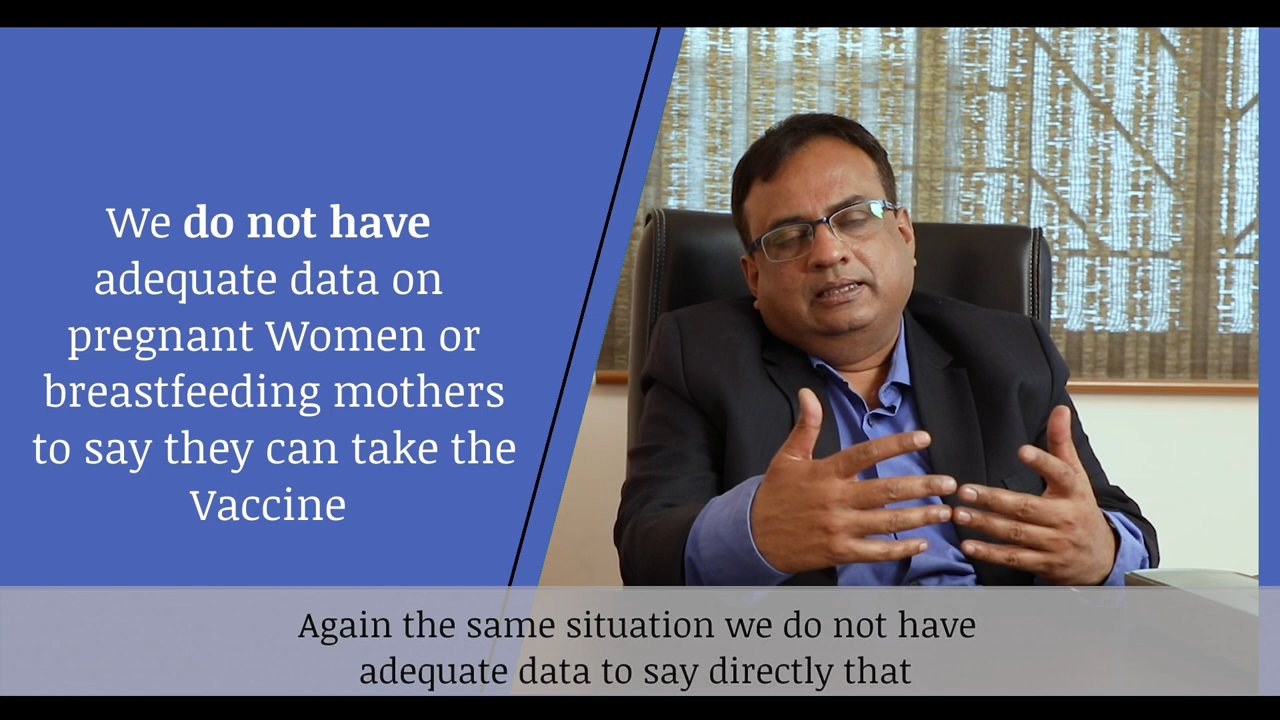 We do not have
adequate data on
pregnant Women or
breastfeeding mothers
to say they can take the
Vaccine
Again the same situation we do not have
adequate data to say directly that